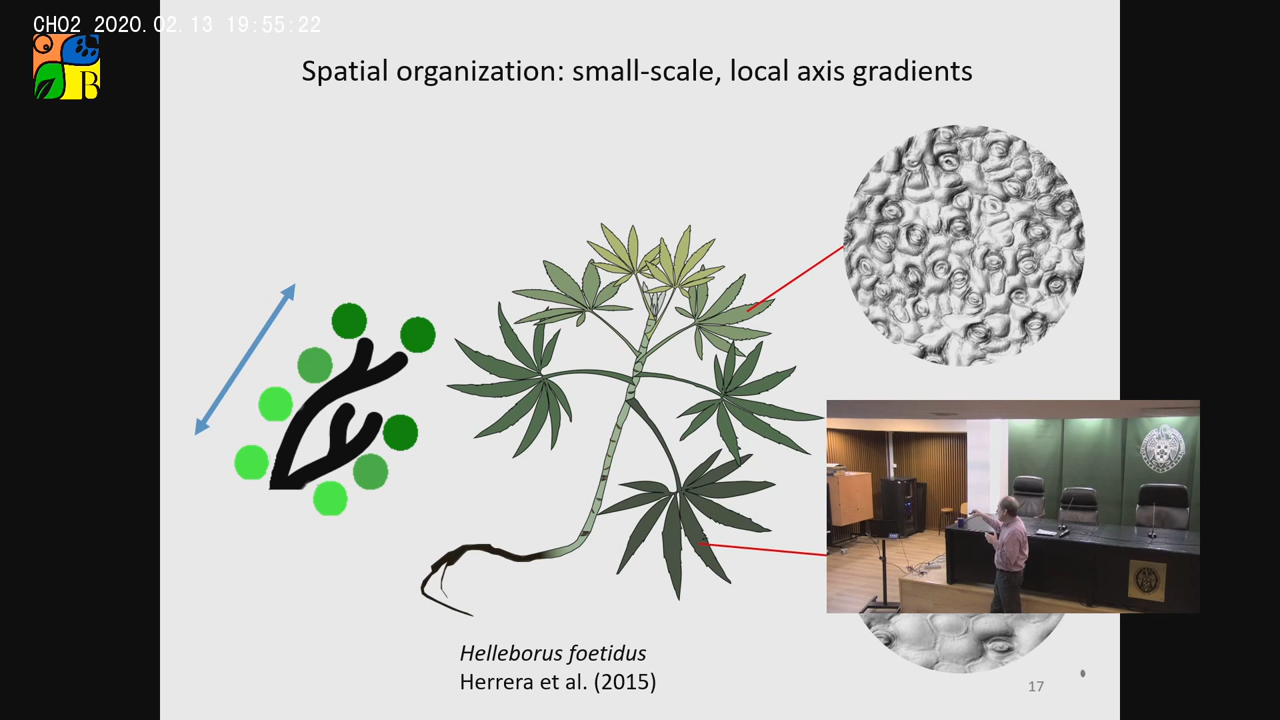 CH02 2020.02.13 19:55:22
B
Spatial organization: small-scale, local axis gradients
Helleborus foetidus
Herrera et al. (2015)
17